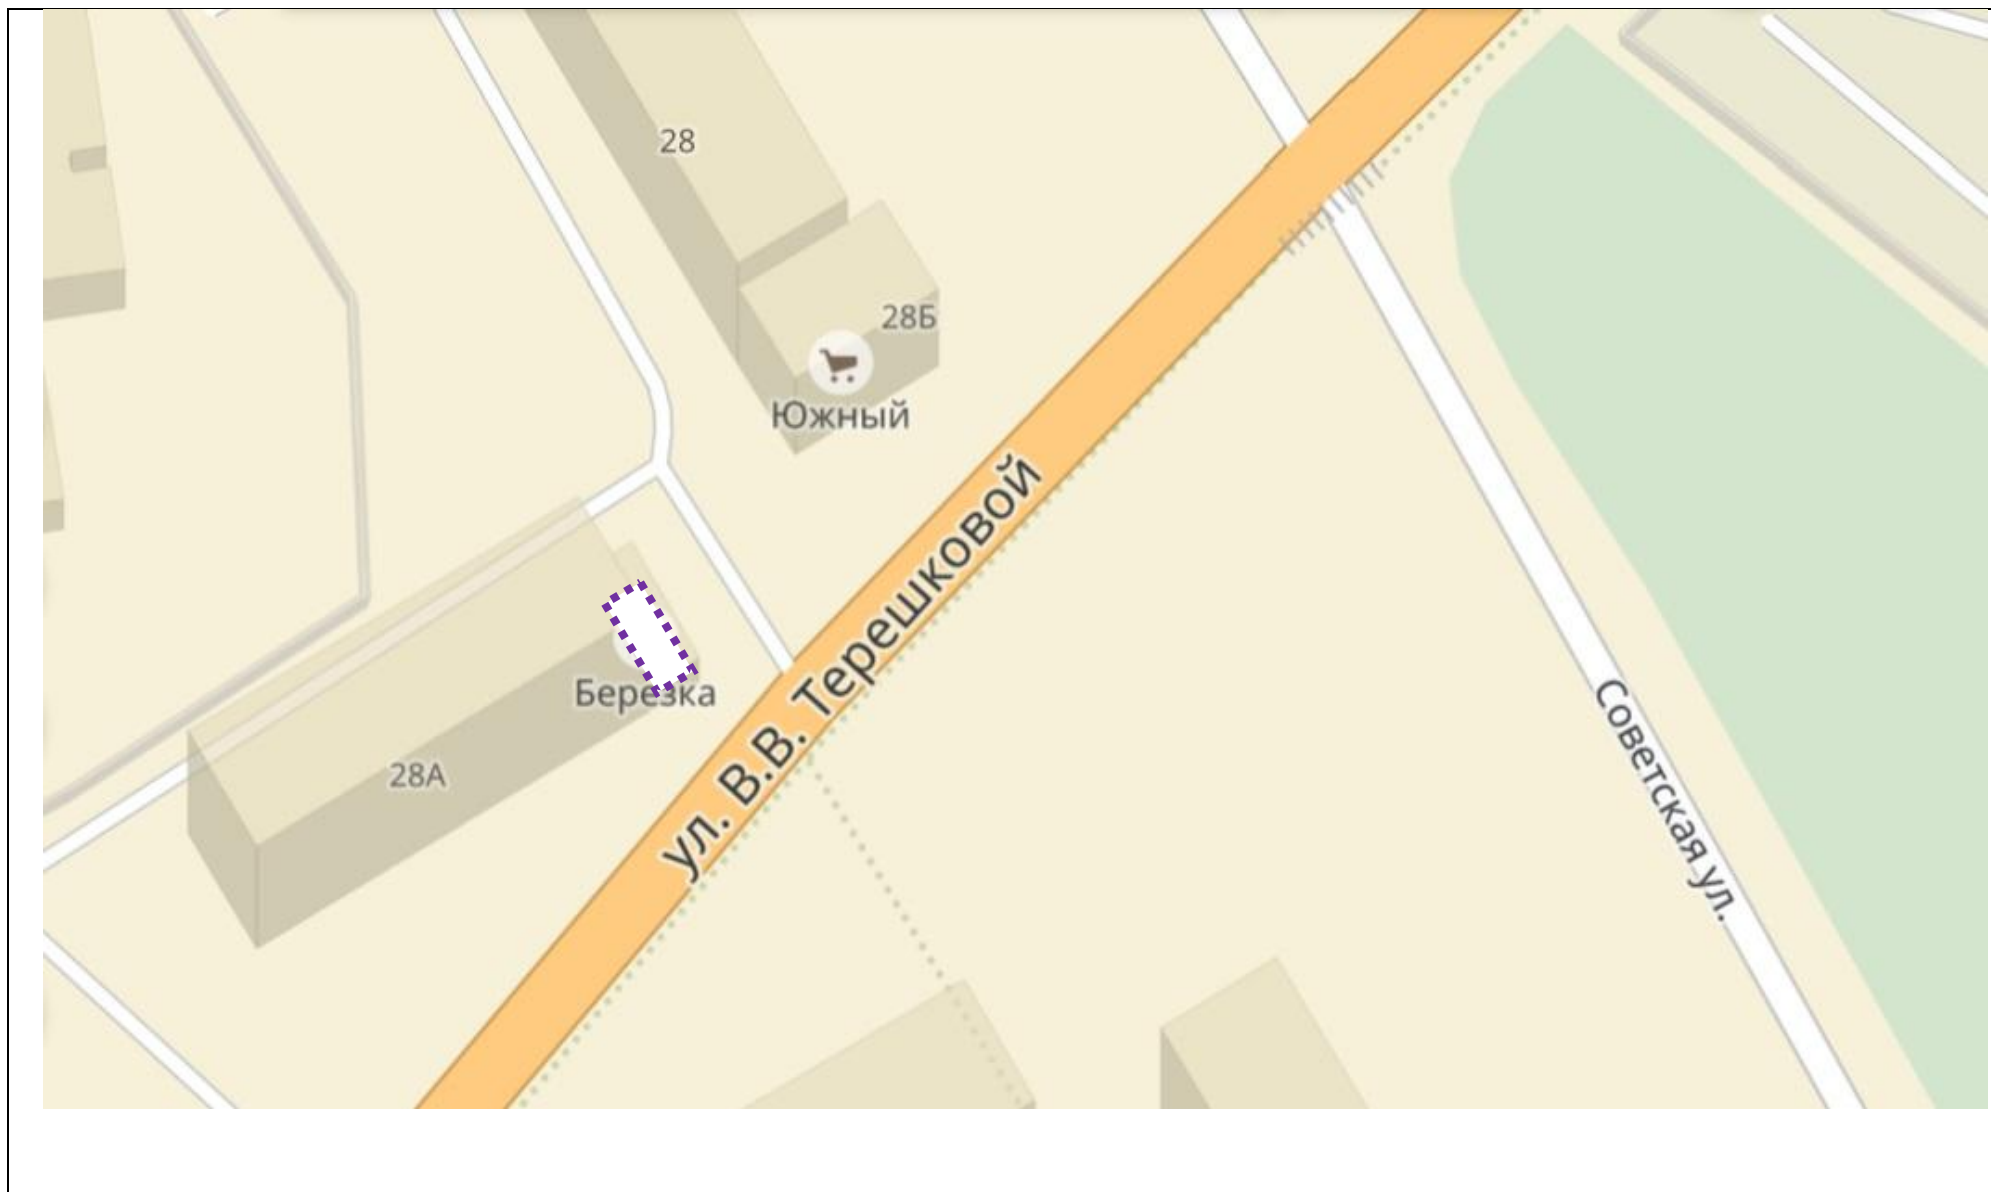 28
28Б
Южный
ул. В.В. Терешковой
Березка
28А
Советская ул.